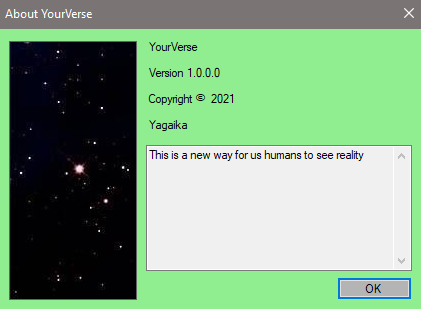 About YourVerse
YourVerse
Version 1.0.0.0
Copyright © 2021
Yagaika
This is a new way for us humans to see reality
OK